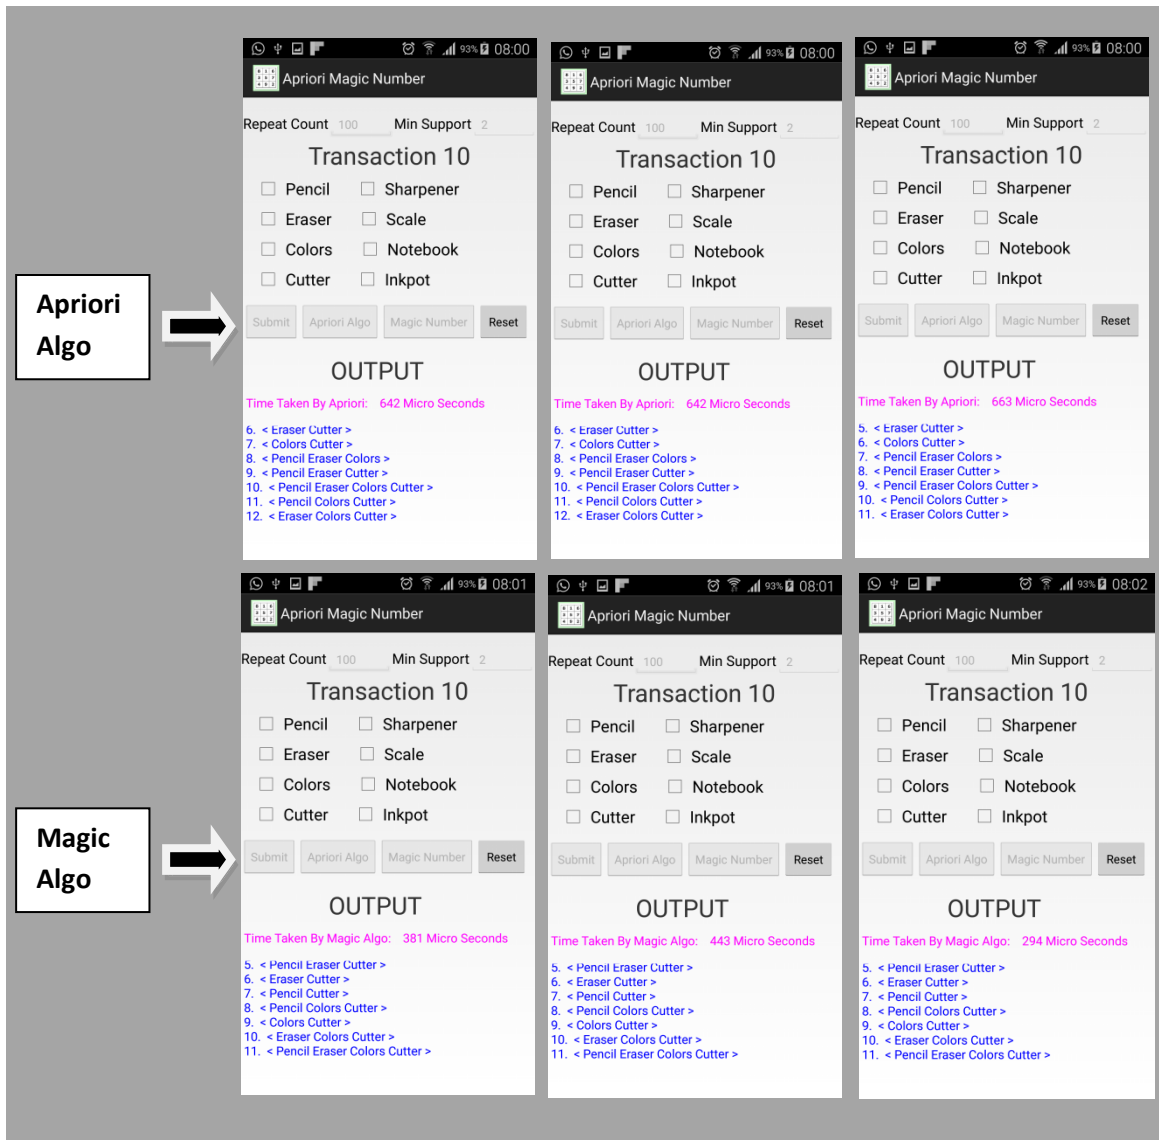 Apriori
Algo
93% 08:00
Apriori Magic Number
Repeat Count 100 Min Support 2
Transaction 10
Pencil Sharpener
Eraser Scale
Colors Notebook
Cutter Inkpot
Submit Apriori Algo Magic Number Reset
OUTPUT
Time Taken By Apriori: 642 Micro Seconds
6. < Eraser Cutter >
7. < Colors Cutter >
8. < Pencil Eraser Colors >
9. < Pencil Eraser Cutter >
10. < Pencil Eraser Colors Cutter >
11. < Pencil Colors Cutter >
12. < Eraser Colors Cutter >
93% 08:00
Apriori Magic Number
Repeat Count 100 Min Support 2
Transaction 10
Pencil Sharpener
Eraser Scale
Colors Notebook
Cutter Inkpot
Submit Apriori Algo Magic Number Reset
OUTPUT
Time Taken By Apriori: 642 Micro Seconds
6. < Eraser Cutter >
7. < Colors Cutter >
8. < Pencil Eraser Colors >
9. < Pencil Eraser Cutter >
10. < Pencil Eraser Colors Cutter >
11. < Pencil Colors Cutter >
12. < Eraser Colors Cutter >
93% 08:00
Apriori Magic Number
Repeat Count 100 Min Support 2
Transaction 10
Pencil Sharpener
Eraser Scale
Colors Notebook
Cutter Inkpot
Submit Apriori Algo Magic Number Reset
OUTPUT
Time Taken By Apriori: 663 Micro Seconds
5. < Eraser Cutter >
6. < Colors Cutter >
7. < Pencil Eraser Colors >
8. < Pencil Eraser Cutter >
9. < Pencil Eraser Colors Cutter >
10. < Pencil Colors Cutter >
11. < Eraser Colors Cutter >
Magic
Algo
93% 08:01
Apriori Magic Number
Repeat Count 100 Min Support 2
Transaction 10
Pencil Sharpener
Eraser Scale
Colors Notebook
Cutter Inkpot
Submit Apriori Algo Magic Number Reset
OUTPUT
Time Taken By Magic Algo: 381 Micro Seconds
5. < Pencil Eraser Cutter >
6. < Eraser Cutter >
7. < Pencil Cutter >
8. < Pencil Colors Cutter >
9. < Colors Cutter >
10. < Eraser Colors Cutter >
11. < Pencil Eraser Colors Cutter >
93% 08:01
Apriori Magic Number
Repeat Count 100 Min Support 2
Transaction 10
Pencil Sharpener
Eraser Scale
Colors Notebook
Cutter Inkpot
Submit Apriori Algo Magic Number Reset
OUTPUT
Time Taken By Magic Algo: 443 Micro Seconds
5. < Pencil Eraser Cutter >
6. < Eraser Cutter >
7. < Pencil Cutter >
8. < Pencil Colors Cutter >
9. < Colors Cutter >
10. < Eraser Colors Cutter >
11. < Pencil Eraser Colors Cutter >
93% 08:02
Apriori Magic Number
Repeat Count 100 Min Support 2
Transaction 10
Pencil Sharpener
Eraser Scale
Colors Notebook
Cutter Inkpot
Submit Apriori Algo Magic Number Reset
OUTPUT
Time Taken By Magic Algo: 294 Micro Seconds
5. < Pencil Eraser Cutter >
6. < Eraser Cutter >
7. < Pencil Cutter >
8. < Pencil Colors Cutter >
9. < Colors Cutter >
10. < Eraser Colors Cutter >
11. < Pencil Eraser Colors Cutter >